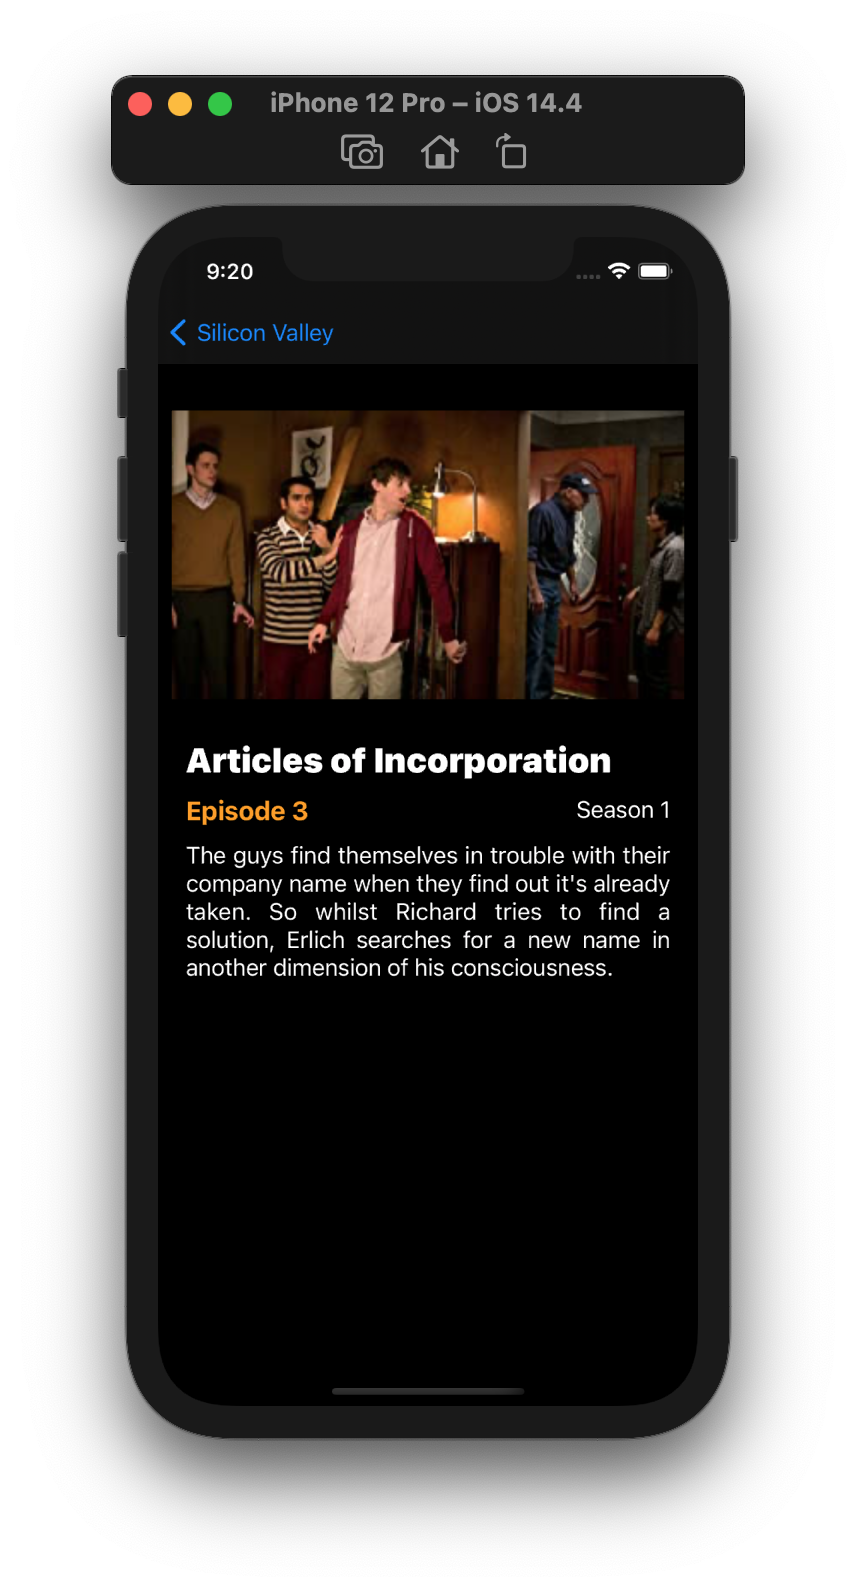 iPhone 12 Pro – iOS 14.4
9:20
Silicon Valley
Articles of Incorporation
Episode 3
Season 1
The guys find themselves in trouble with their
company name when they find out it's already
taken. So whilst Richard tries to find a
solution, Erlich searches for a new name in
another dimension of his consciousness.